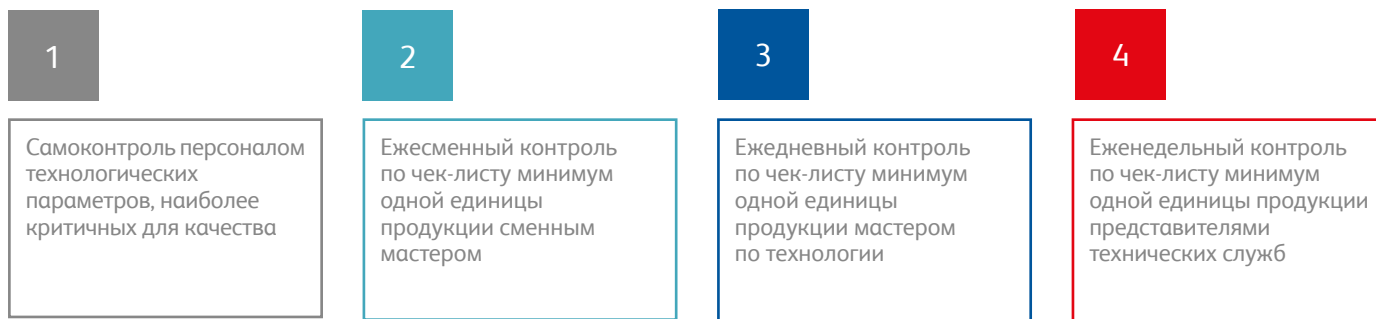 1
Самоконтроль персоналом
технологических
параметров, наиболее
критичных для качества
2
Ежесменный контроль
по чек-листу минимум
одной единицы
продукции сменным
мастером
3
Ежедневный контроль
по чек-листу минимум
одной единицы
продукции мастером
по технологии
4
Еженедельный контроль
по чек-листу минимум
одной единицы продукции
представителями
технических служб